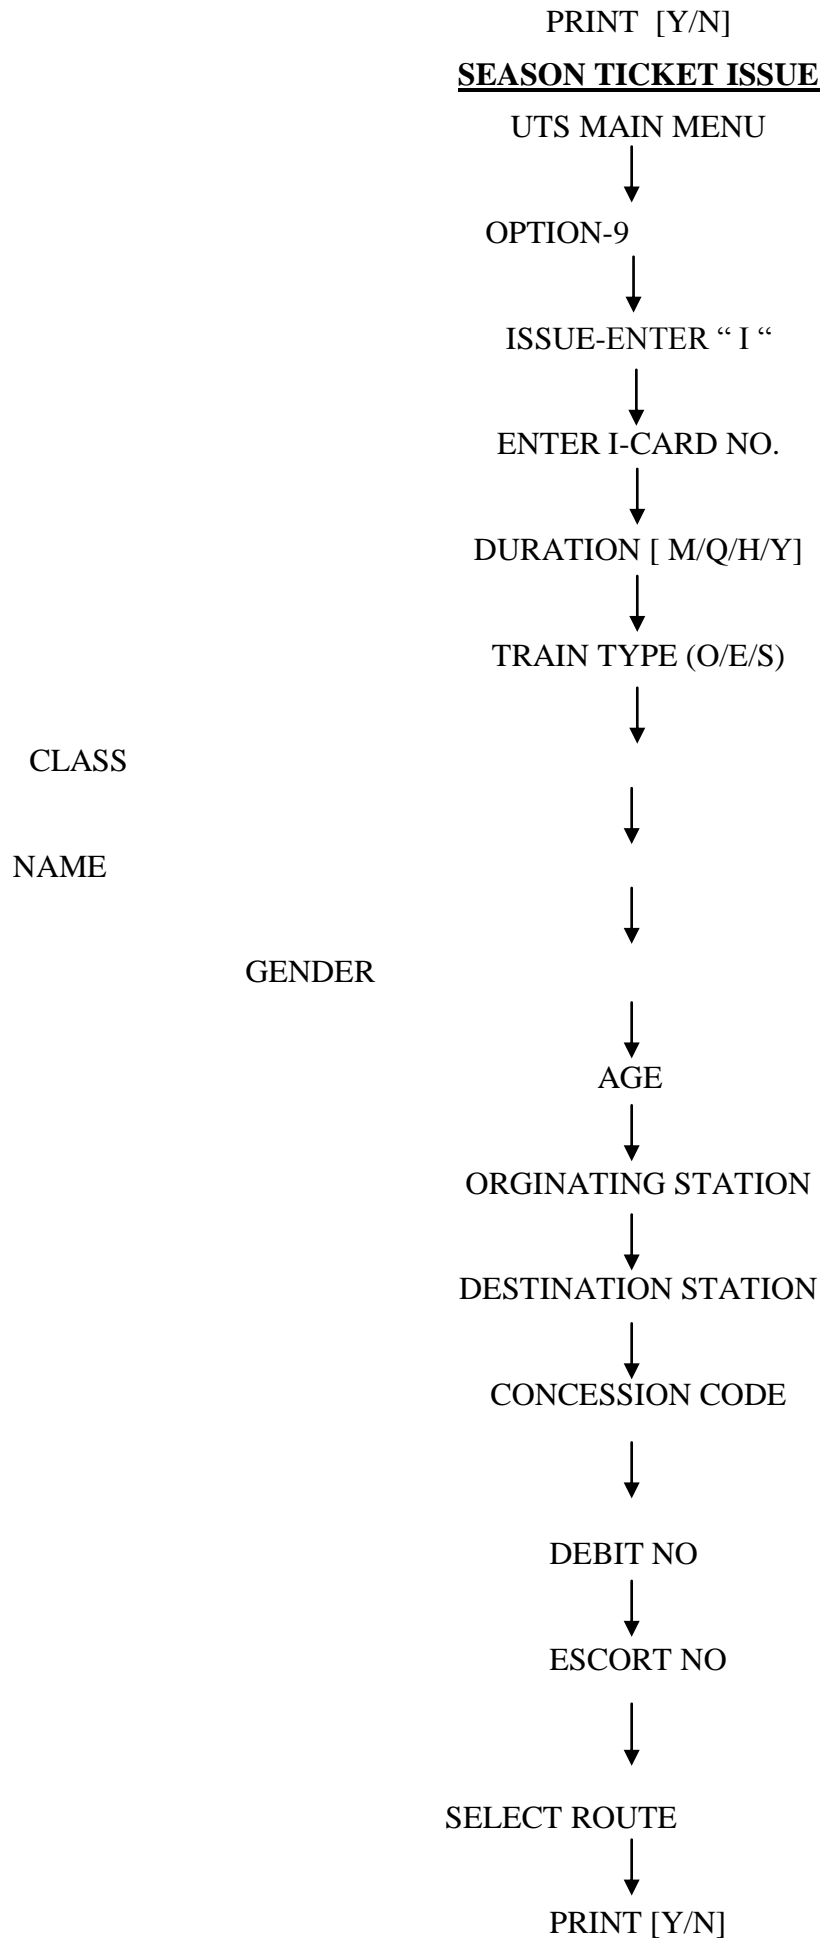 PRINT [Y/N]
SEASON TICKET ISSUE
UTS MAIN MENU
OPTION-9
ISSUE-ENTER “ I “
ENTER I-CARD NO.
DURATION [ M/Q/H/Y]
TRAIN TYPE (O/E/S)
CLASS
NAME
GENDER
AGE
ORGINATING STATION
DESTINATION STATION
CONCESSION CODE
DEBIT NO
ESCORT NO
SELECT ROUTE
PRINT [Y/N]